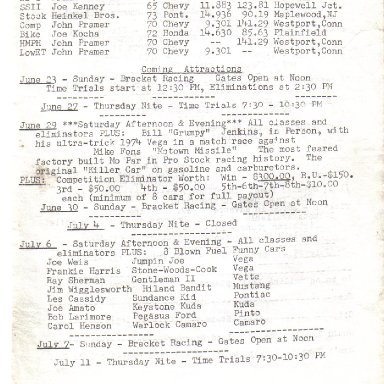 SSII Joe Kenney 65 Chevy 11.883 123.81 Hopewell Jct.
Stock Heinkel Bros. 73 Pont. 14.936 90.19 Maplewood, NJ
Comp John Framer 70 Chevy 9.301 141.29 Westport, Conn
Bike Joe Kocha 72 Honda 14.630 85.63 Plainfield
HMPH John Framer 70 Chevy -- 141.29 Westport, Conn
LowET John Framer 70 Chevy 9.301 -- Westport, Conn
Coming Attractions
June 23 - Sunday - Bracket Racing Gates Open at Noon
Time Trials start at 12:30 PM, Eliminations at 2:30 PM
June 27 - Thursday Nite - Time Trials 7:30 - 10:30 PM
June 29 ***Saturday Afternoon & Evening*** All classes and
eliminators PLUS: Bill "Grumpy" Jenkins, in Person, with
his ultra-trick 1974 Vega in a match race against
Mike Fons "Motown Missile" The most feared
factory built Mo Par in Pro Stock racing history. The
original "Killer Car" on gasoline and carburetors.
PLUS: Competition Eliminator Worth: Win - $300.00, R.U.-$150.
3rd - $50.00 4th - $50.00 5th-6th-7th-8th-$10.00
each (minimum of 8 cars for full payout)
June 30 - Sunday - Bracket Racing - Gates Open at Noon
July 4 - Thursday Nite - Closed
July 6 - Saturday Afternoon & Evening - All classes and
eliminators PLUS: 8 Blown Fuel Funny Cars
Joe Weis Jumpin Joe Vega
Frankie Harris Stone-Woods-Cook Vega
Ray Sherman Gentleman II Vette
Jim Wigglesworth Hiland Bandit Mustang
Les Cassidy Sundance Kid Pontiac
Joe Amato Keystone Kuda Kuda
Bob Larimore Pegasus Ford Pinto
Carol Henson Warlock Camaro Camaro
July 7- Sunday - Bracket Racing - Gates Open at Noon
July 11 - Thursday Nite - Time Trials 7:30-10:30 PM